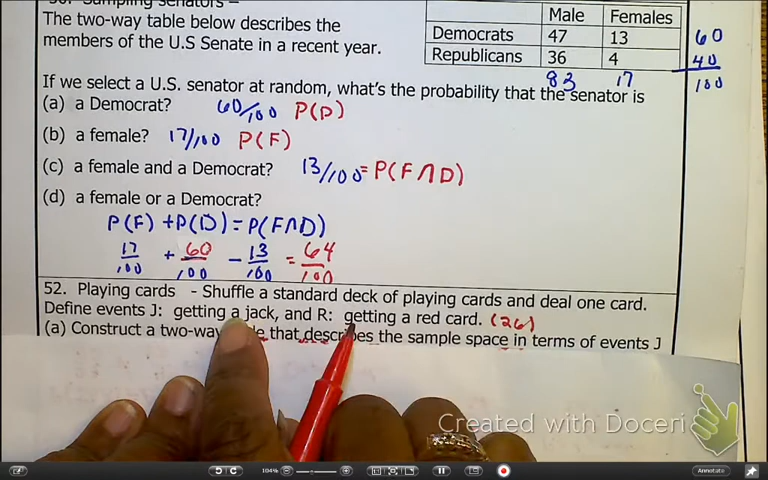 50. Sampling senators –
The two-way table below describes the
members of the U.S Senate in a recent year.
Male Females
Democrats 47 13 60
Republicans 36 4 40
83 17 100
If we select a U.S. senator at random, what's the probability that the senator is
(a) a Democrat? 60/100 P(D)
(b) a female? 17/100 P(F)
(c) a female and a Democrat? 13/100 = P(F∩D)
(d) a female or a Democrat?
P(F) + P(D) = P(F∩D)
17/100 + 60/100 - 13/100 = 64/100
52. Playing cards - Shuffle a standard deck of playing cards and deal one card.
Define events J: getting a jack, and R: getting a red card. (26)
(a) Construct a two-way that describes the sample space in terms of events J
Created with Doceri
104%
Annotate